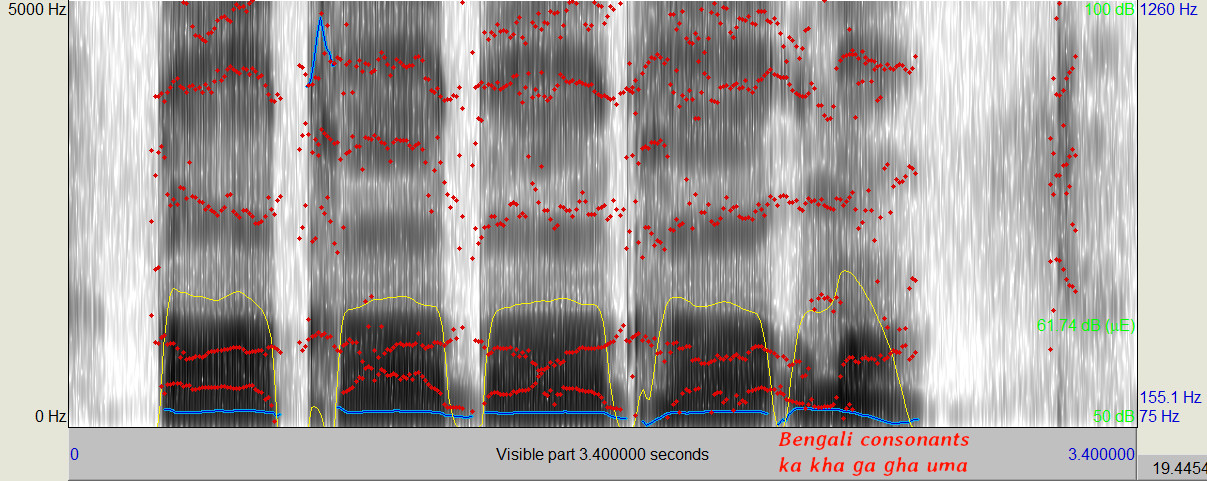 5000 Hz
100 dB
1260 Hz
61.74 dB (µE)
155.1 Hz
0 Hz
50 dB
75 Hz
Bengali consonants
ka kha ga gha uma
0
Visible part 3.400000 seconds
3.400000
19.4454